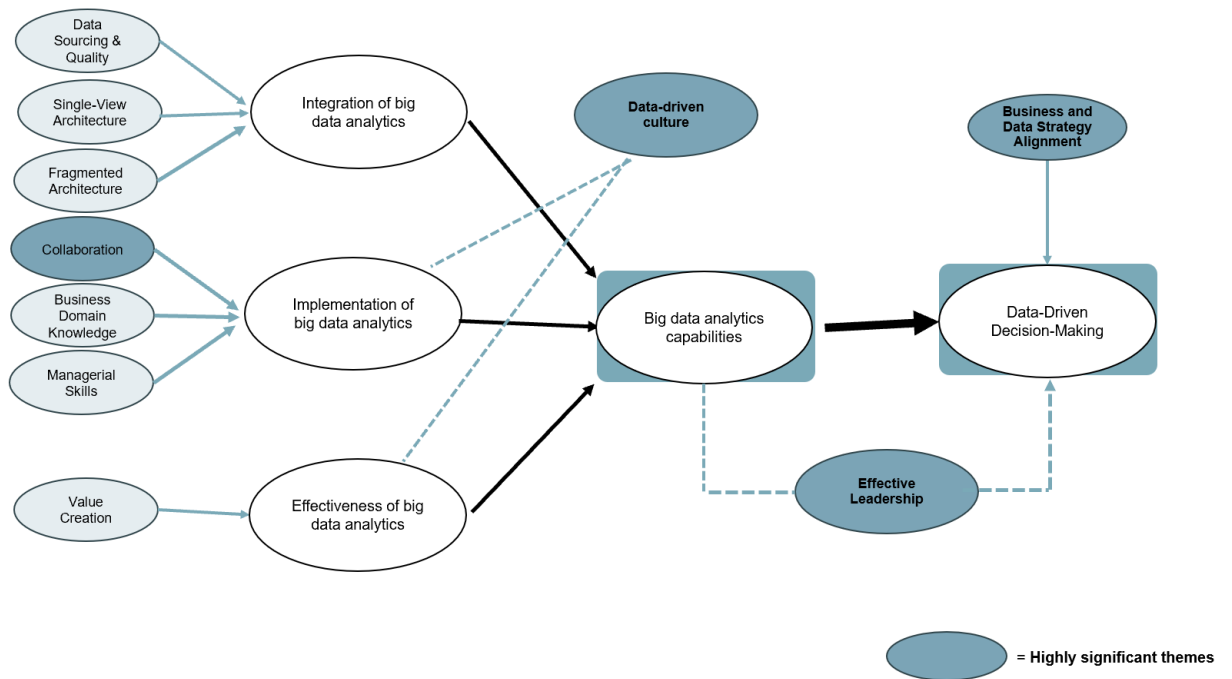 Data
Sourcing &
Quality
Single-View
Architecture
Fragmented
Architecture
Collaboration
Business
Domain
Knowledge
Managerial
Skills
Value
Creation
Integration of big
data analytics
Implementation of
big data analytics
Effectiveness of big
data analytics
Data-driven
culture
Big data analytics
capabilities
Business and
Data Strategy
Alignment
Data-Driven
Decision-Making
Effective
Leadership
= Highly significant themes